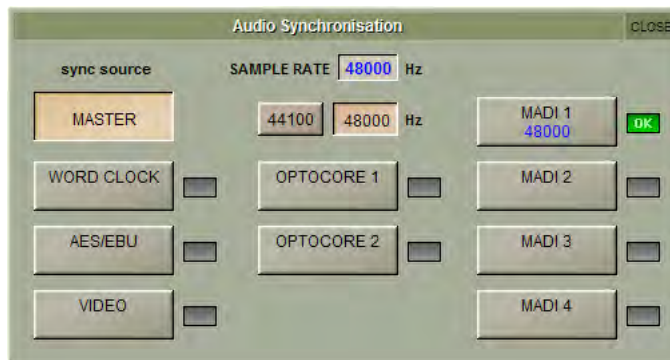 Audio Synchronisation
CLOSE
sync source
SAMPLE RATE 48000 Hz
MASTER
44100 48000 Hz
MADI 1
48000
OK
WORD CLOCK
OPTOCORE 1
MADI 2
AES/EBU
OPTOCORE 2
MADI 3
VIDEO
MADI 4